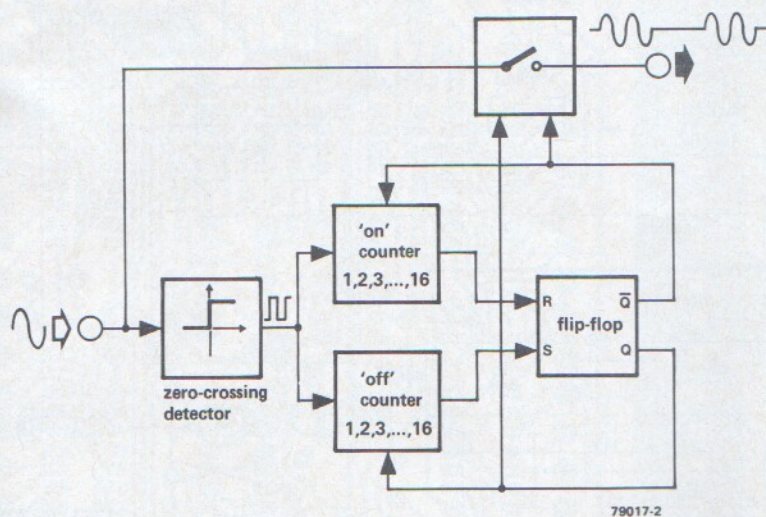 'on'
counter
1,2,3,...,16
R
Q̅
flip-flop
S
Q
zero-crossing
detector
'off'
counter
1,2,3,...,16
79017-2